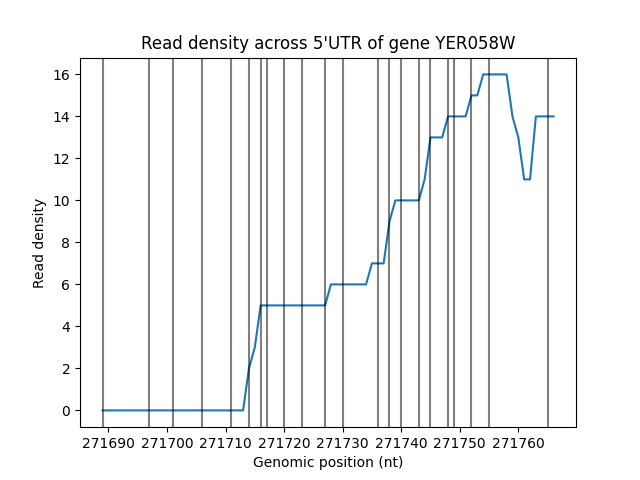 Read density across 5'UTR of gene YER058W
16
14
12
10
8
6
4
2
0
Read density
271690 271700 271710 271720 271730 271740 271750 271760
Genomic position (nt)